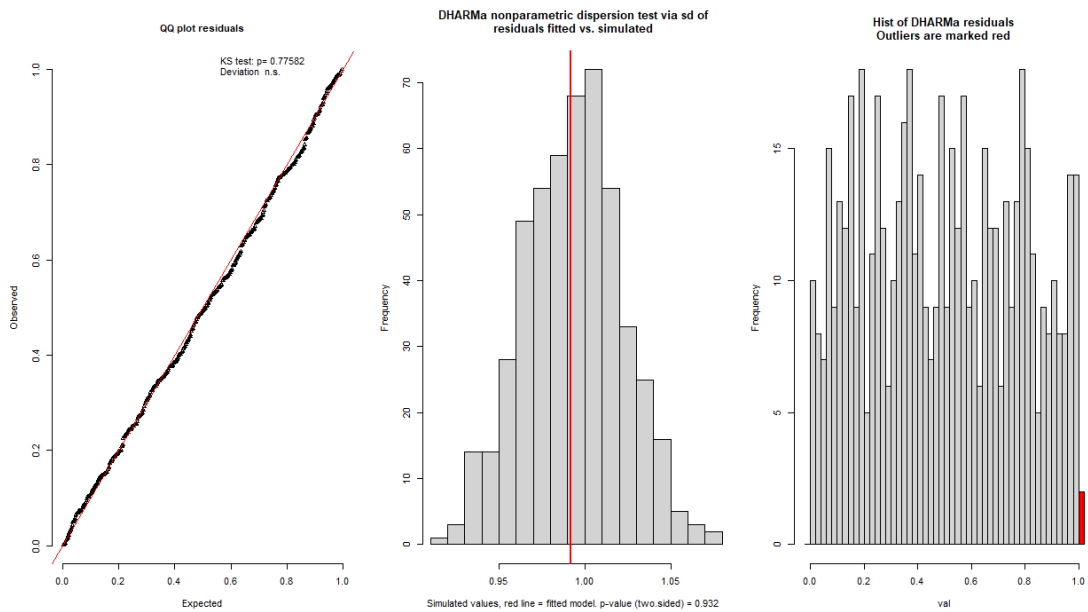 QQ plot residuals
KS test: p= 0.77582
Deviation n.s.
Observed
0.0
0.2
0.4
0.6
0.8
1.0
0.0 0.2 0.4 0.6 0.8 1.0
Expected
DHARMa nonparametric dispersion test via sd of
residuals fitted vs. simulated
Frequency
0
10
20
30
40
50
60
70
0.95 1.00 1.05
Simulated values, red line = fitted model. p-value (two.sided) = 0.932
Hist of DHARMa residuals
Outliers are marked red
Frequency
0
5
10
15
0.0 0.2 0.4 0.6 0.8 1.0
val